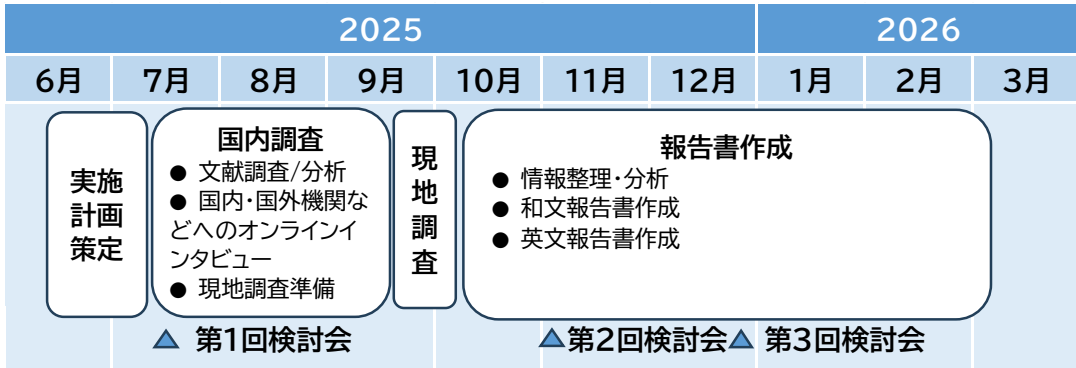 2025 2026
6月 7月 8月 9月 10月 11月 12月 1月 2月 3月
実施
計画
策定
国内調査
● 文献調査/分析
● 国内・国外機関な
どへのオンラインイ
ンタビュー
● 現地調査準備
現
地
調
査
報告書作成
● 情報整理・分析
● 和文報告書作成
● 英文報告書作成
第1回検討会 第2回検討会 第3回検討会